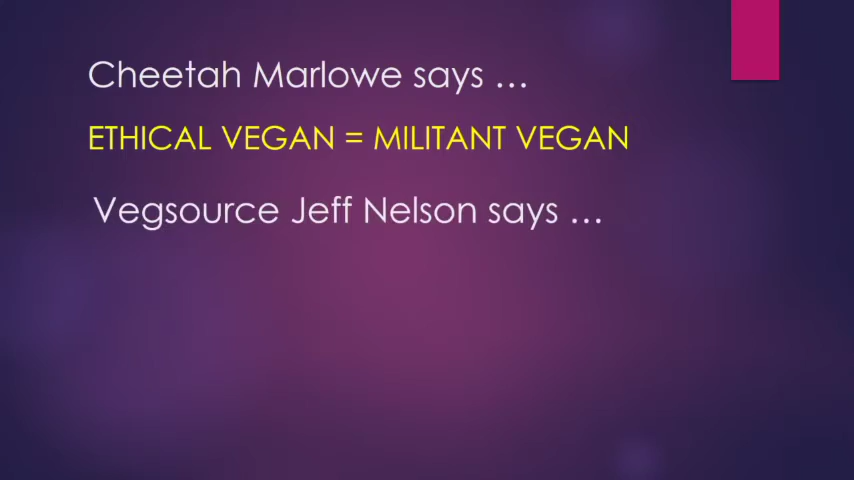 Cheetah Marlowe says …
ETHICAL VEGAN = MILITANT VEGAN
Vegsource Jeff Nelson says …